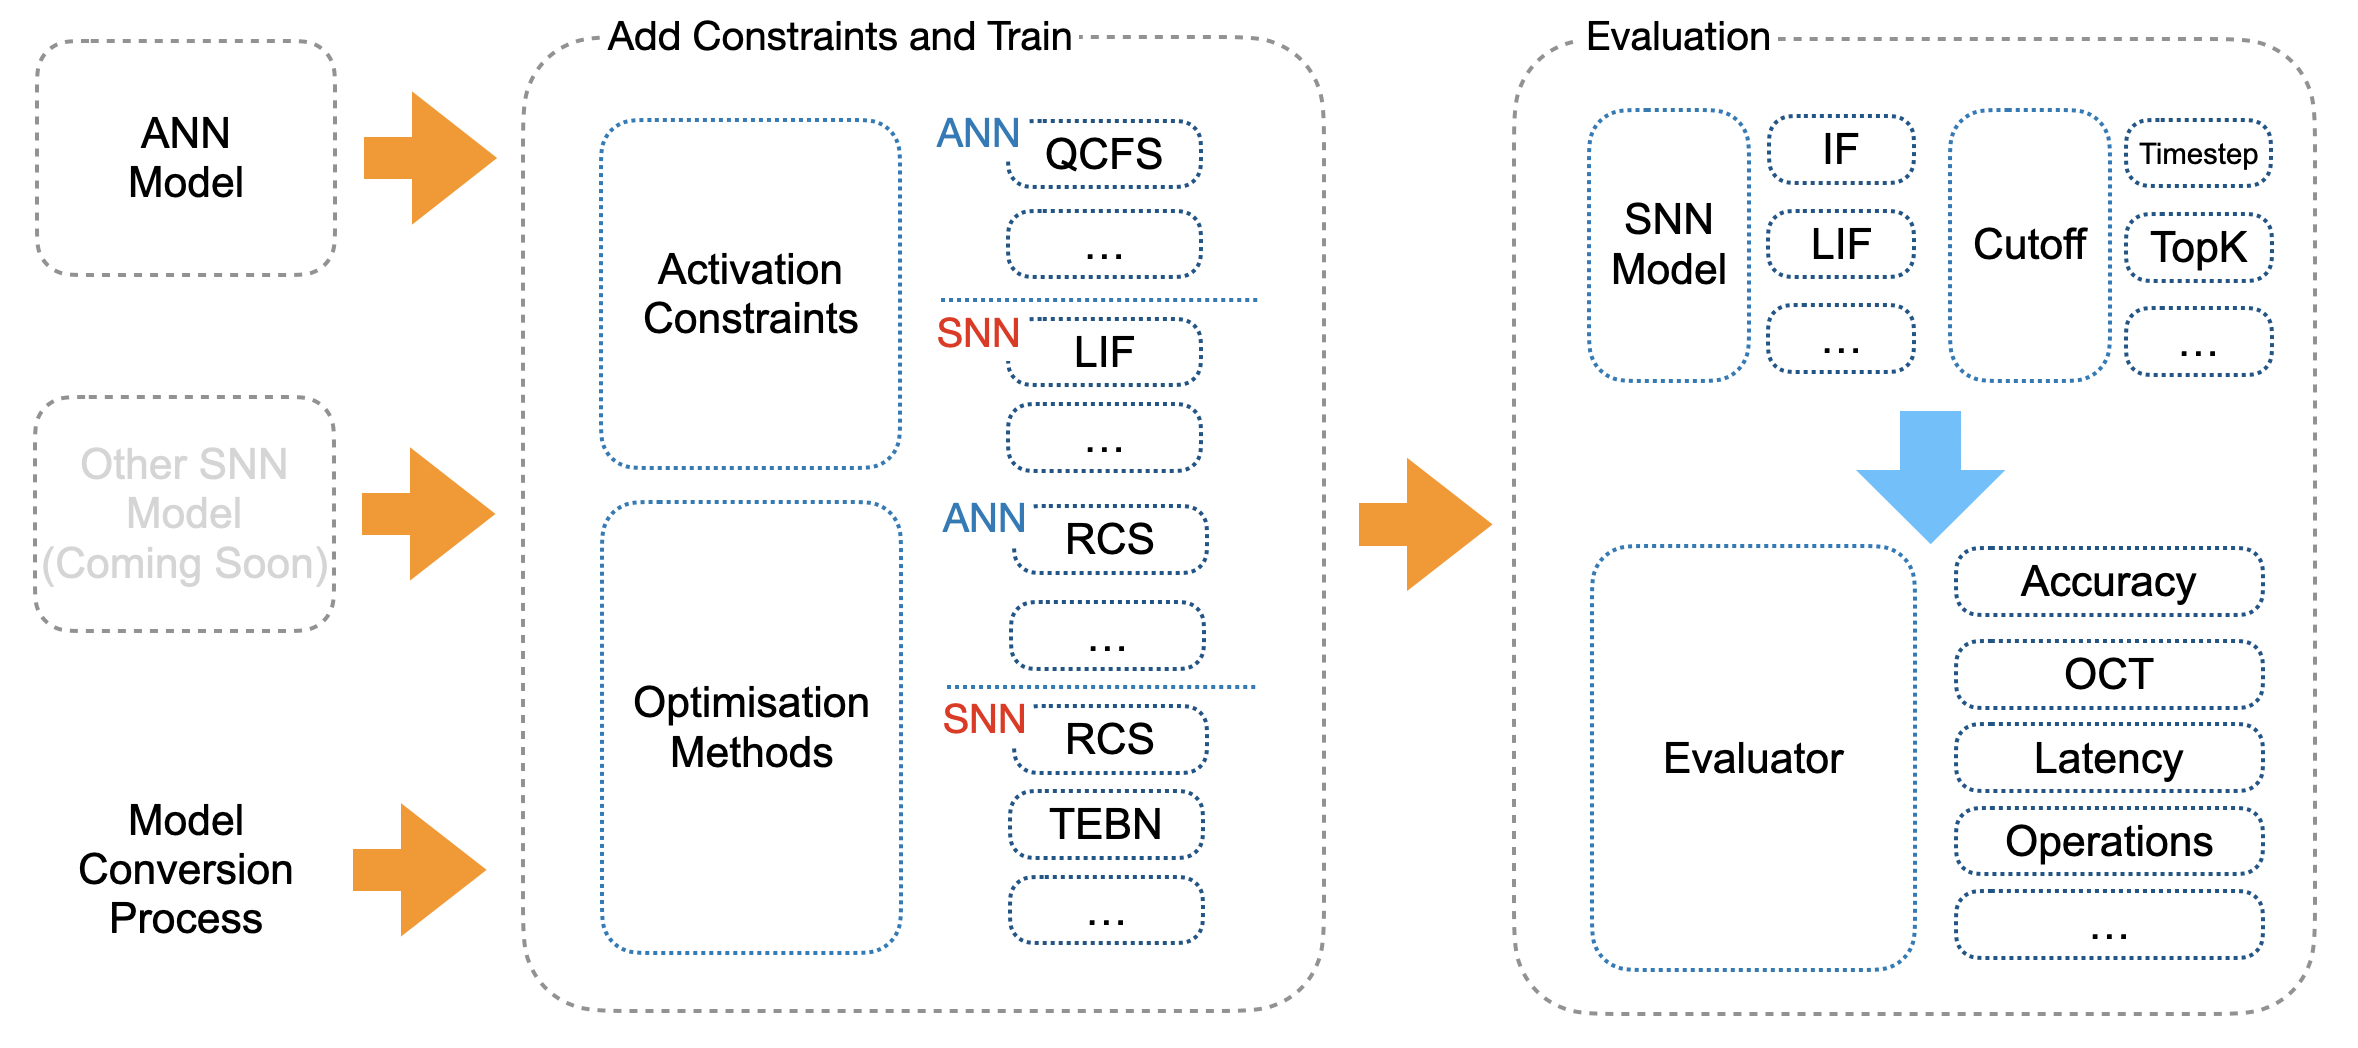 ANN
Model
Other SNN
Model
(Coming Soon)
Model
Conversion
Process
Add Constraints and Train
Activation
Constraints
ANN
QCFS
...
SNN
LIF
...
Optimisation
Methods
ANN
RCS
...
SNN
RCS
TEBN
...
Evaluation
SNN
Model
IF
LIF
...
Cutoff
Timestep
TopK
...
Evaluator
Accuracy
OCT
Latency
Operations
...